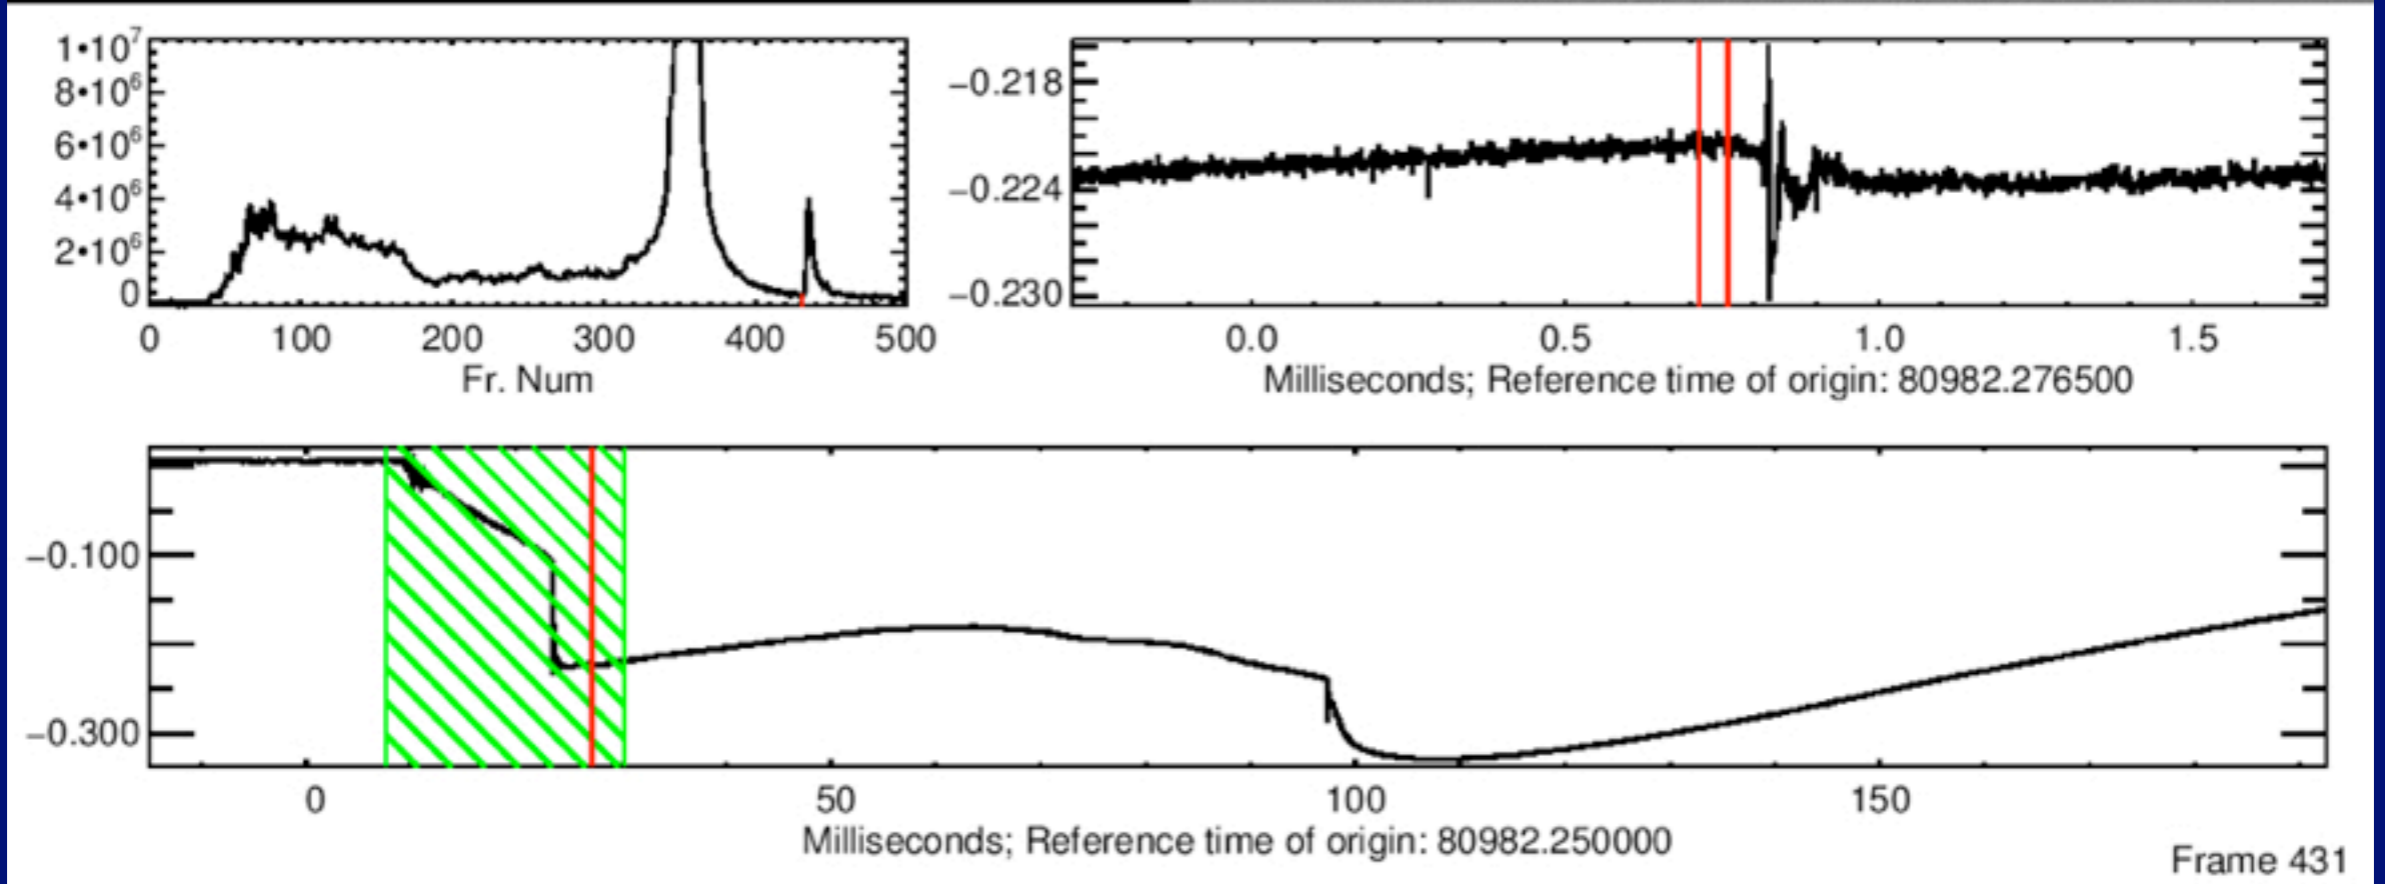 1•10⁷
8•10⁶
6•10⁶
4•10⁶
2•10⁶
0
0 100 200 300 400 500
Fr. Num
−0.218
−0.224
−0.230
0.0 0.5 1.0 1.5
Milliseconds; Reference time of origin: 80982.276500
−0.100
−0.300
0 50 100 150
Milliseconds; Reference time of origin: 80982.250000
Frame 431